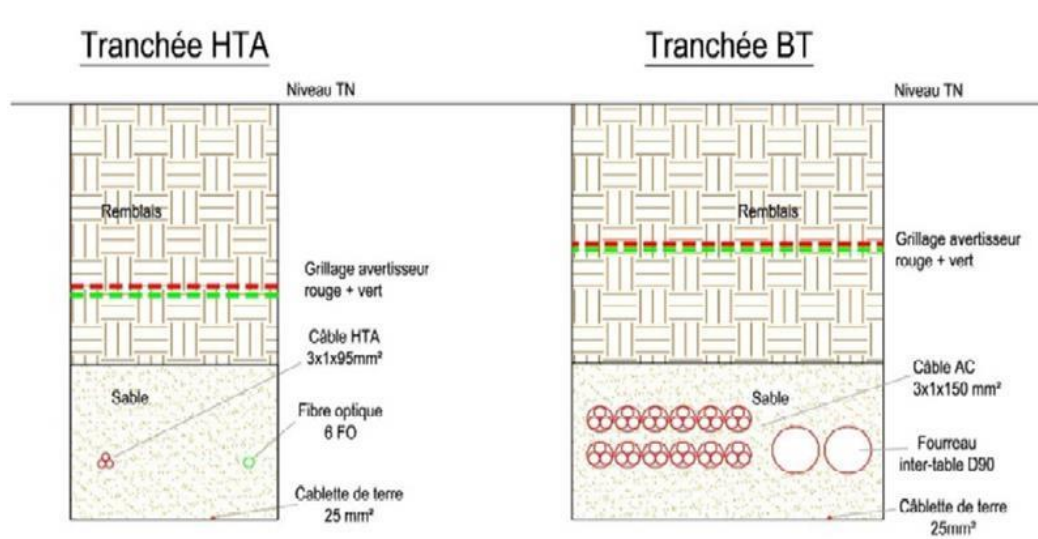 Tranchée HTA
Niveau TN
Remblais
Grillage avertisseur
rouge + vert
Câble HTA
3x1x95mm²
Sable
Fibre optique
6 FO
Cablette de terre
25 mm²
Tranchée BT
Niveau TN
Remblais
Grillage avertisseur
rouge + vert
Câble AC
3x1x150 mm²
Sable
Fourreau
inter-table D90
Câblette de terre
25mm²